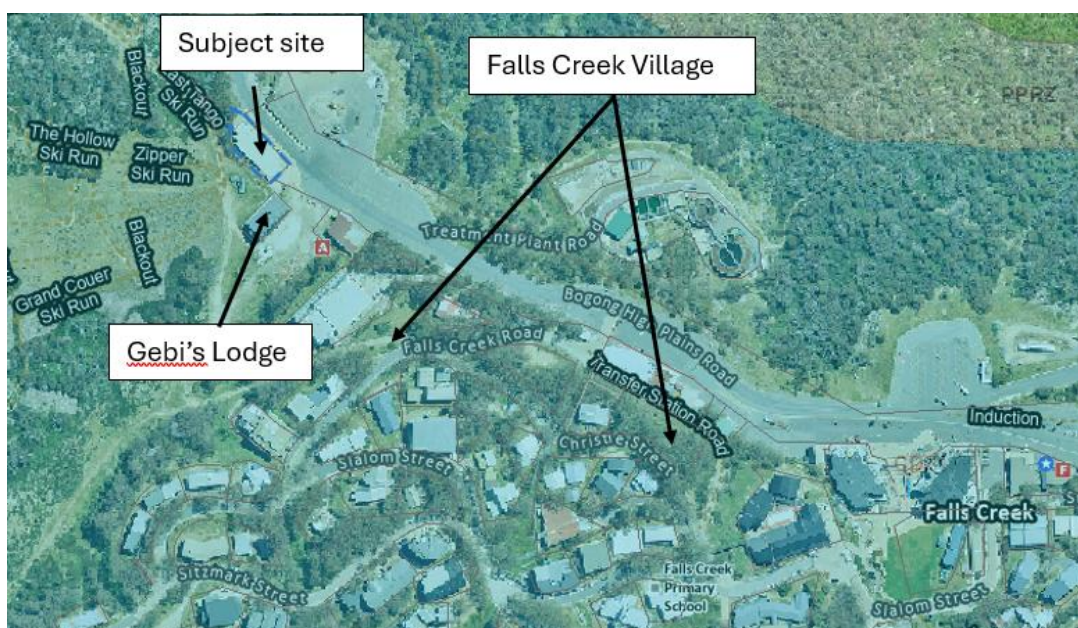 Subject site
Falls Creek Village
Blackout
Last Tango
Ski Run
The Hollow
Ski Run
Zipper
Ski Run
PPRZ
Blackout
Treatment Plant Road
A
Grand Couer
Ski Run
Gebi's Lodge
Bogong High Plains Road
Falls Creek Road
Transfer Station Road
Induction
Christie Street
Slalom Street
F
Falls Creek
Sitzmark Street
Falls Creek
Primary
School
Slalom Street